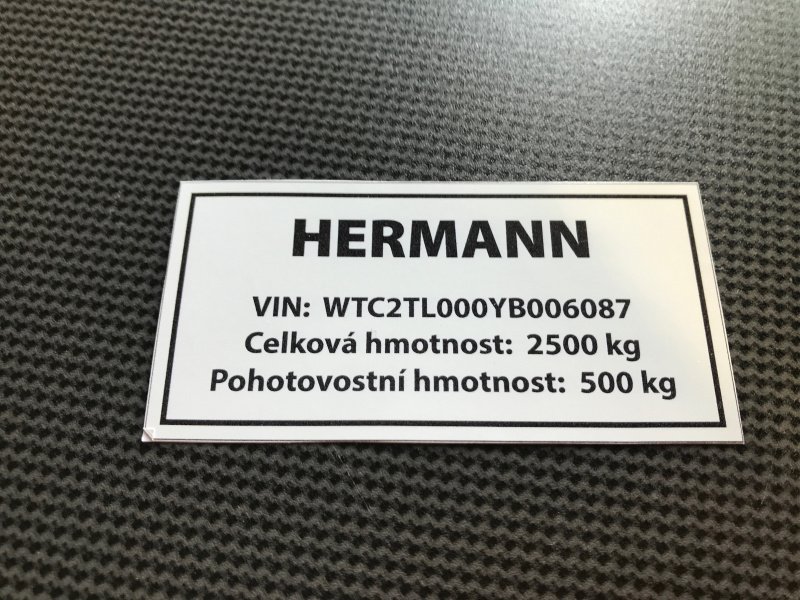 HERMANN
VIN: WTC2TL000YB006087
Celková hmotnost: 2500 kg
Pohotovostní hmotnost: 500 kg